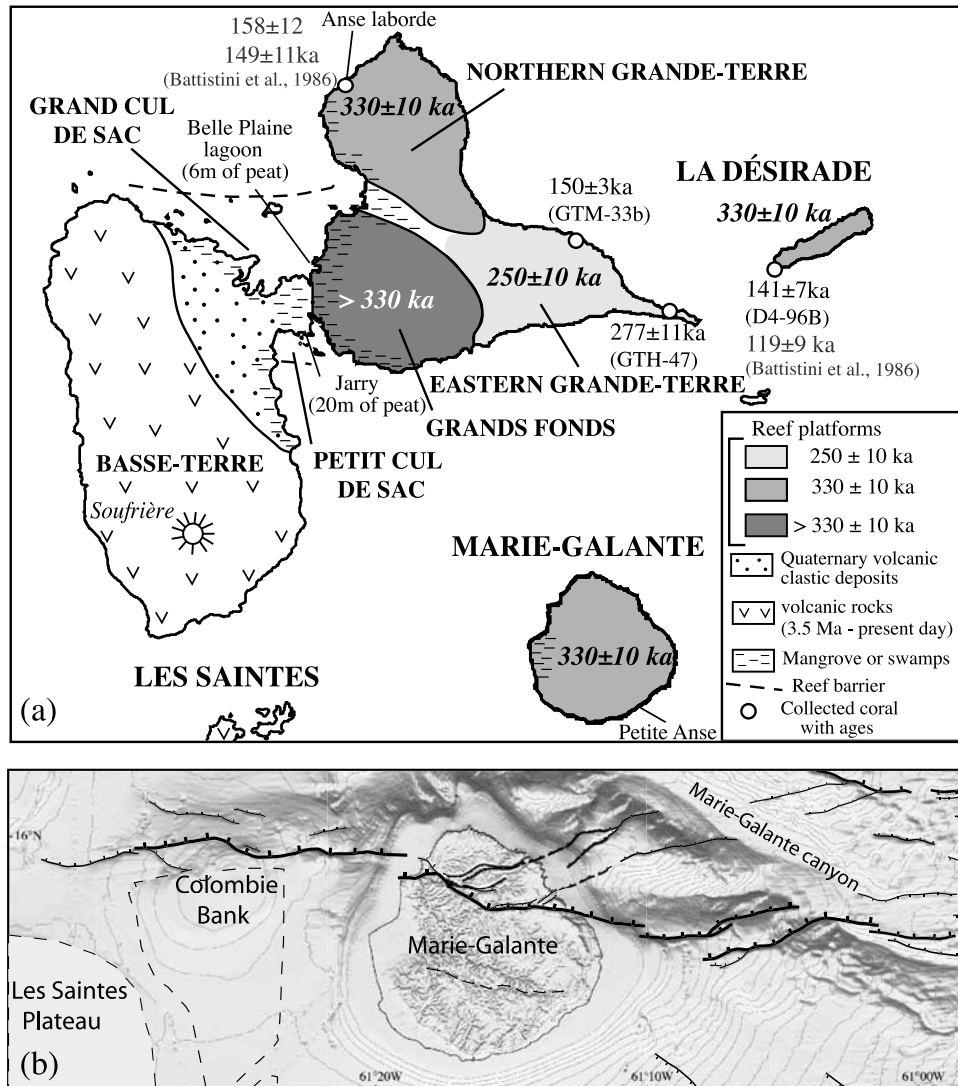 158±12
149±11ka
(Battistini et al., 1986)
Anse laborde
NORTHERN GRANDE-TERRE
330±10 ka
GRAND CUL
DE SAC
Belle Plaine
lagoon
(6m of peat)
LA DÉSIRADE
330±10 ka
150±3ka
(GTM-33b)
250±10 ka
> 330 ka
141±7ka
(D4-96B)
119±9 ka
(Battistini et al., 1986)
277±11ka
(GTH-47)
EASTERN GRANDE-TERRE
Jarry
(20m of peat)
GRANDS FONDS
PETIT CUL
DE SAC
BASSE-TERRE
Soufrière
MARIE-GALANTE
330±10 ka
Petite Anse
LES SAINTES
(a)
Reef platforms
250 ± 10 ka
330 ± 10 ka
> 330 ± 10 ka
Quaternary volcanic
clastic deposits
volcanic rocks
(3.5 Ma - present day)
Mangrove or swamps
Reef barrier
Collected coral
with ages
16°N
Colombie
Bank
Marie-Galante canyon
Marie-Galante
Les Saintes
Plateau
(b)
61°20W
61°10W
61°00W